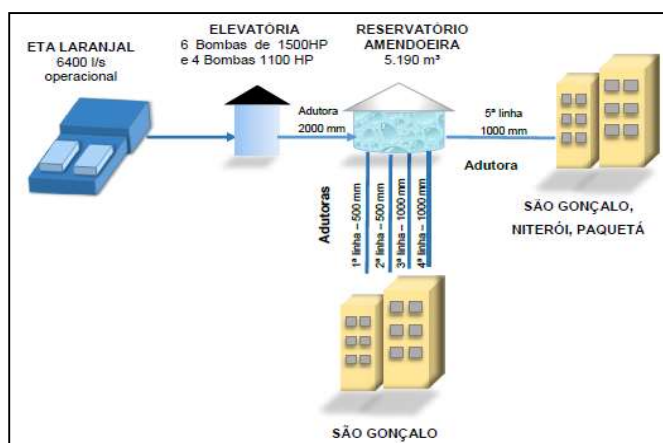 ETA LARANJAL
6400 l/s
operacional
ELEVATÓRIA
6 Bombas de 1500HP
e 4 Bombas 1100 HP
RESERVATÓRIO
AMENDOEIRA
5.190 m³
Adutora
2000 mm
5ª linha
1000 mm
Adutora
Adutoras
1ª linha – 500 mm
2ª linha – 500 mm
3ª linha – 1000 mm
4ª linha – 1000 mm
SÃO GONÇALO,
NITERÓI, PAQUETÁ
SÃO GONÇALO